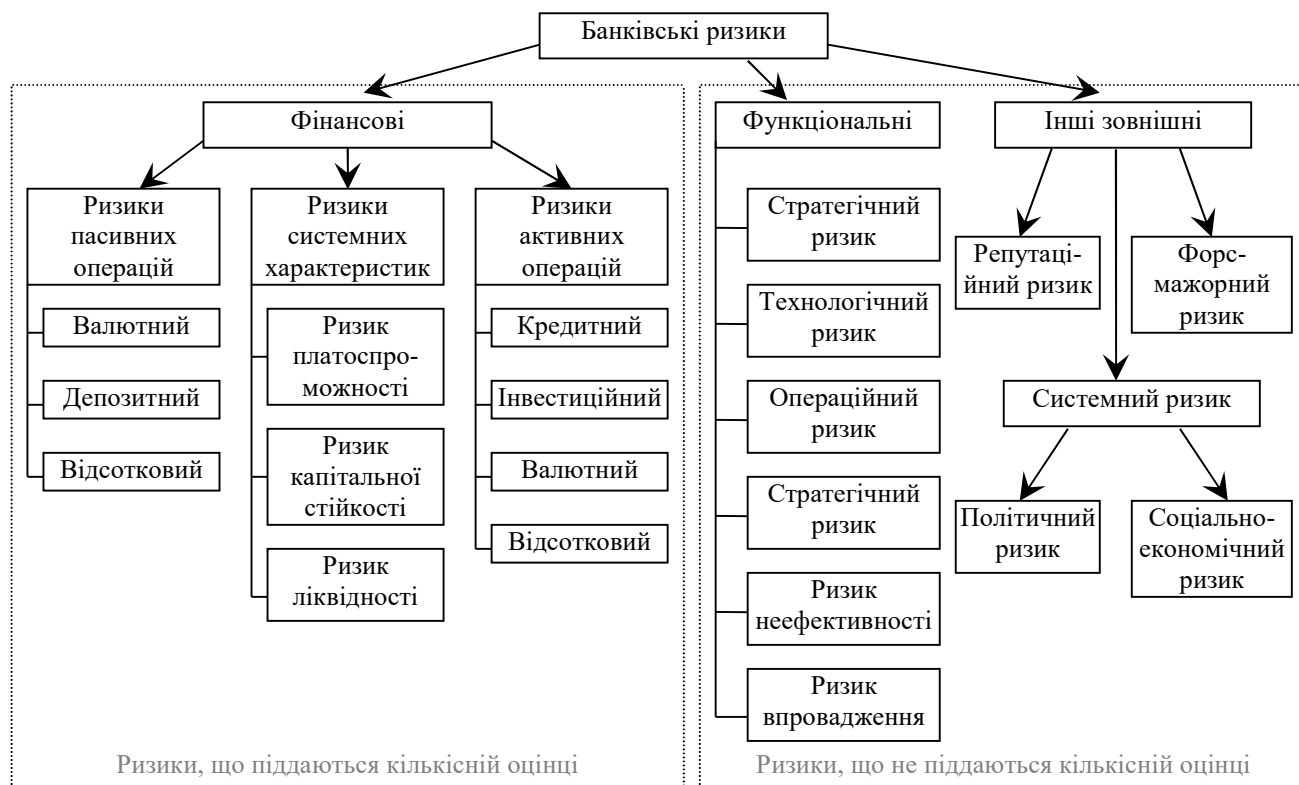 Банківські ризики
Фінансові
Ризики
пасивних
операцій
Валютний
Депозитний
Відсотковий
Ризики
системних
характеристик
Ризик
платоспро-
можності
Ризик
капітальної
стійкості
Ризик
ліквідності
Ризики
активних
операцій
Кредитний
Інвестиційний
Валютний
Відсотковий
Ризики, що піддаються кількісній оцінці
Функціональні
Стратегічний
ризик
Технологічний
ризик
Операційний
ризик
Стратегічний
ризик
Ризик
неефективності
Ризик
впровадження
Інші зовнішні
Репутаці-
йний ризик
Форс-
мажорний
ризик
Системний ризик
Політичний
ризик
Соціально-
економічний
ризик
Ризики, що не піддаються кількісній оцінці